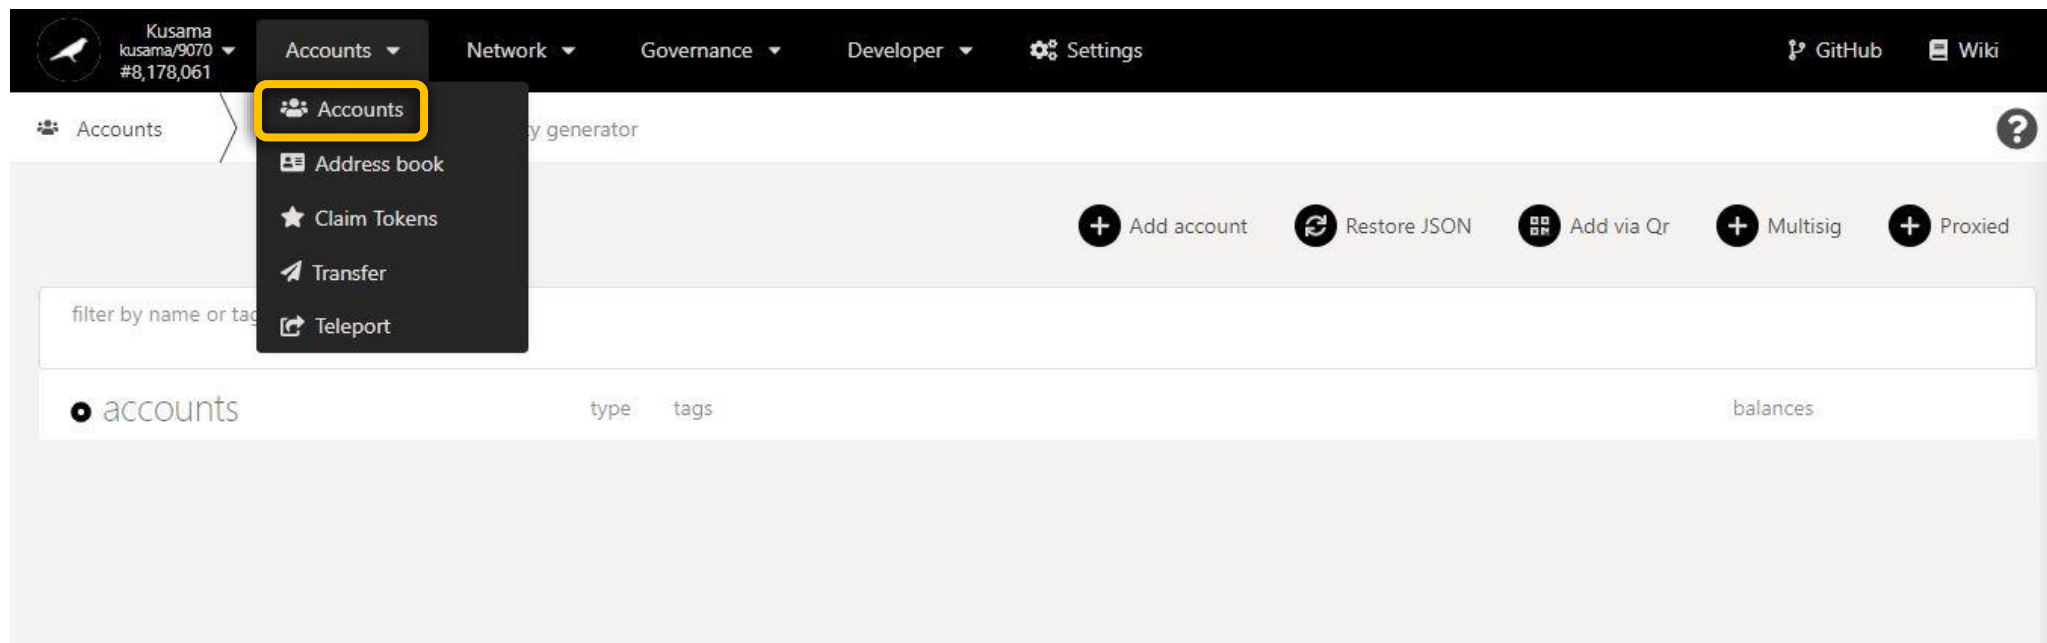 Kusama
kusama/9070
#8,178,061
Accounts
Network
Governance
Developer
Settings
GitHub
Wiki
Accounts
Accounts
y generator
Address book
Claim Tokens
Transfer
Teleport
Add account
Restore JSON
Add via Qr
Multisig
Proxied
filter by name or tag
accounts
type
tags
balances